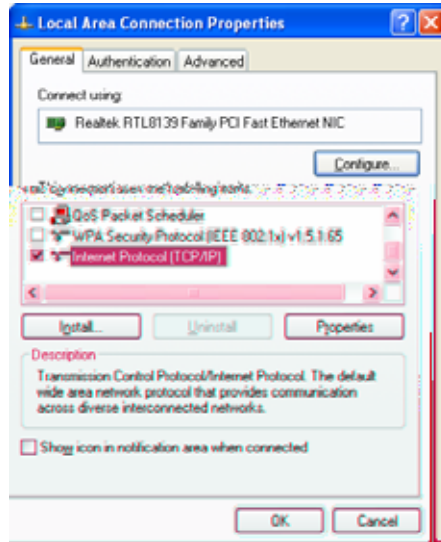 Local Area Connection Properties
General Authentication Advanced
Connect using:
Realtek RTL8139 Family PCI Fast Ethernet NIC
Configure...
QoS Packet Scheduler
WPA Security Protocol (IEEE 802.1x) v1.5.1.65
Internet Protocol (TCP/IP)
Install... Uninstall Properties
Description
Transmission Control Protocol/Internet Protocol. The default
wide area network protocol that provides communication
across diverse interconnected networks.
Show icon in notification area when connected
OK Cancel